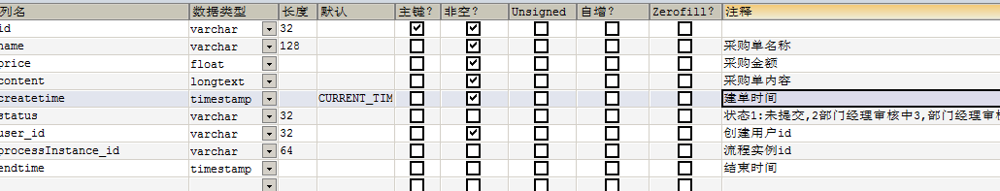 列名 数据类型 长度 默认 主键? 非空? Unsigned 自增? Zerofill? 注释
id varchar 32
name varchar 128 采购单名称
price float 采购金额
content longtext 采购单内容
createtime timestamp CURRENT_TIM 建单时间
status varchar 32 状态1:未提交,2部门经理审核中3,部门经理审
user_id varchar 32 创建用户id
processInstance_id varchar 64 流程实例id
endtime timestamp 结束时间